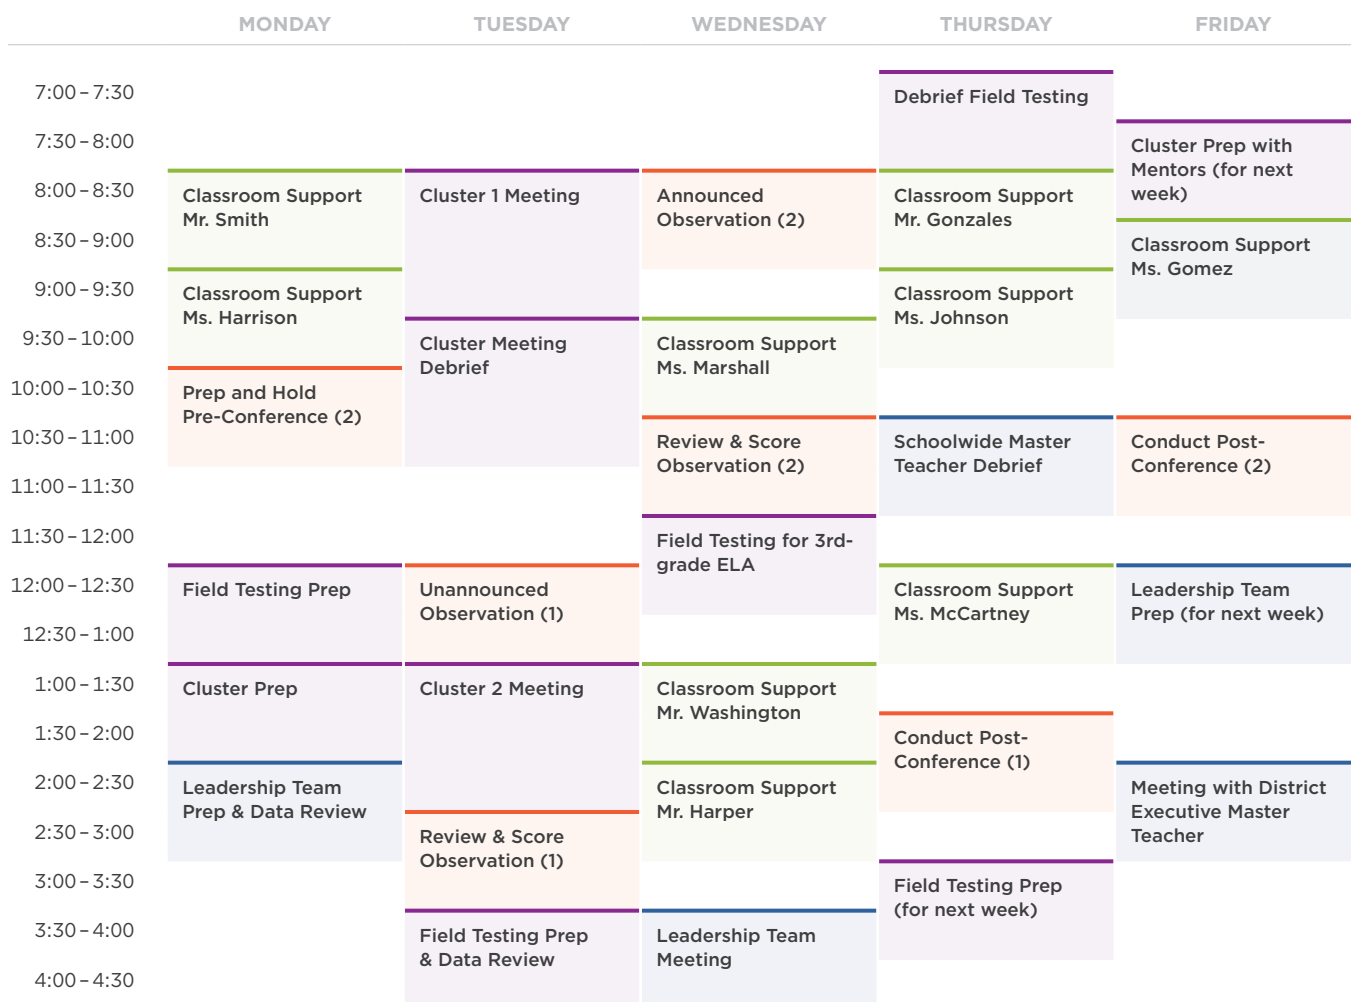 MONDAY
TUESDAY
WEDNESDAY
THURSDAY
FRIDAY
7:00 – 7:30
7:30 – 8:00
8:00 – 8:30
8:30 – 9:00
9:00 – 9:30
9:30 – 10:00
10:00 – 10:30
10:30 – 11:00
11:00 – 11:30
11:30 – 12:00
12:00 – 12:30
12:30 – 1:00
1:00 – 1:30
1:30 – 2:00
2:00 – 2:30
2:30 – 3:00
3:00 – 3:30
3:30 – 4:00
4:00 – 4:30
Classroom Support
Mr. Smith
Classroom Support
Ms. Harrison
Prep and Hold
Pre-Conference (2)
Field Testing Prep
Cluster Prep
Leadership Team
Prep & Data Review
Cluster 1 Meeting
Cluster Meeting
Debrief
Unannounced
Observation (1)
Cluster 2 Meeting
Review & Score
Observation (1)
Field Testing Prep
& Data Review
Announced
Observation (2)
Classroom Support
Ms. Marshall
Review & Score
Observation (2)
Field Testing for 3rd-
grade ELA
Classroom Support
Mr. Washington
Classroom Support
Mr. Harper
Leadership Team
Meeting
Debrief Field Testing
Classroom Support
Mr. Gonzales
Classroom Support
Ms. Johnson
Schoolwide Master
Teacher Debrief
Classroom Support
Ms. McCartney
Conduct Post-
Conference (1)
Field Testing Prep
(for next week)
Cluster Prep with
Mentors (for next
week)
Classroom Support
Ms. Gomez
Conduct Post-
Conference (2)
Leadership Team
Prep (for next week)
Meeting with District
Executive Master
Teacher